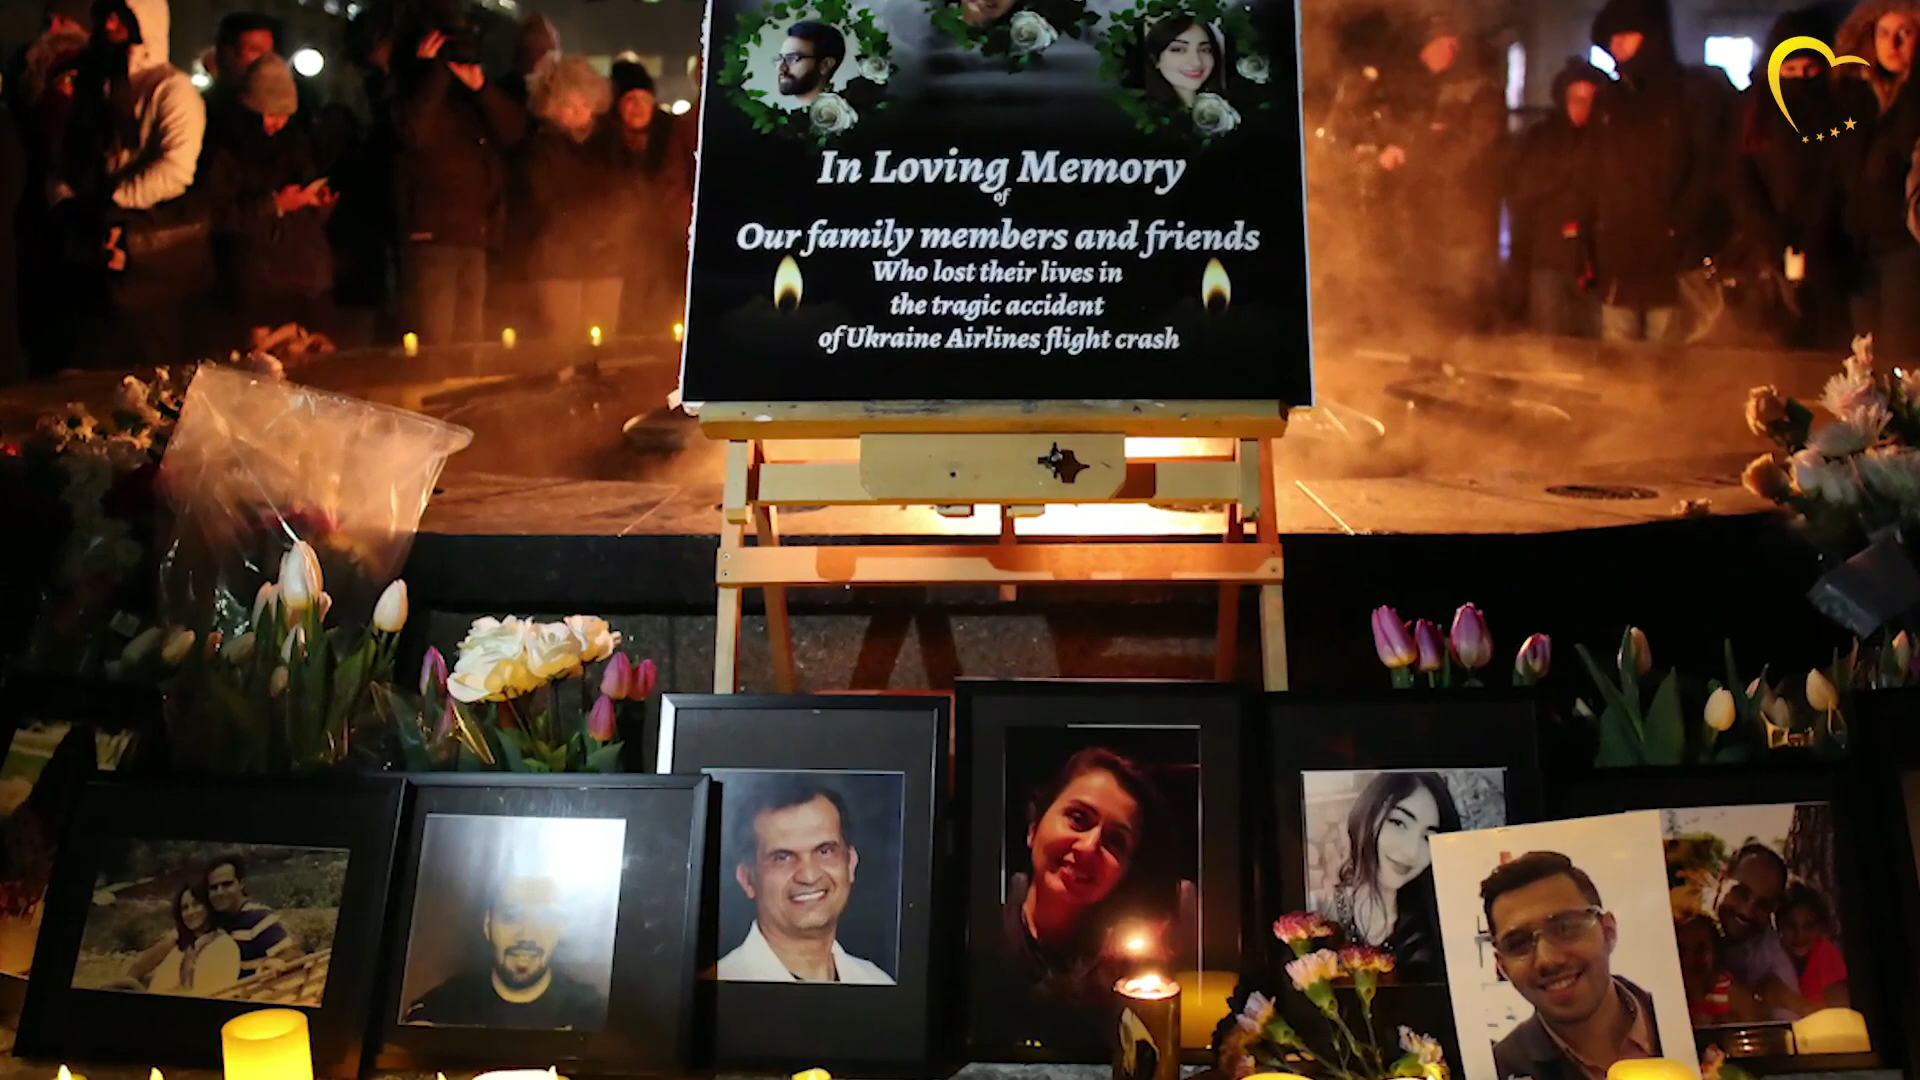 In Loving Memory
of
Our family members and friends
Who lost their lives in
the tragic accident
of Ukraine Airlines flight crash